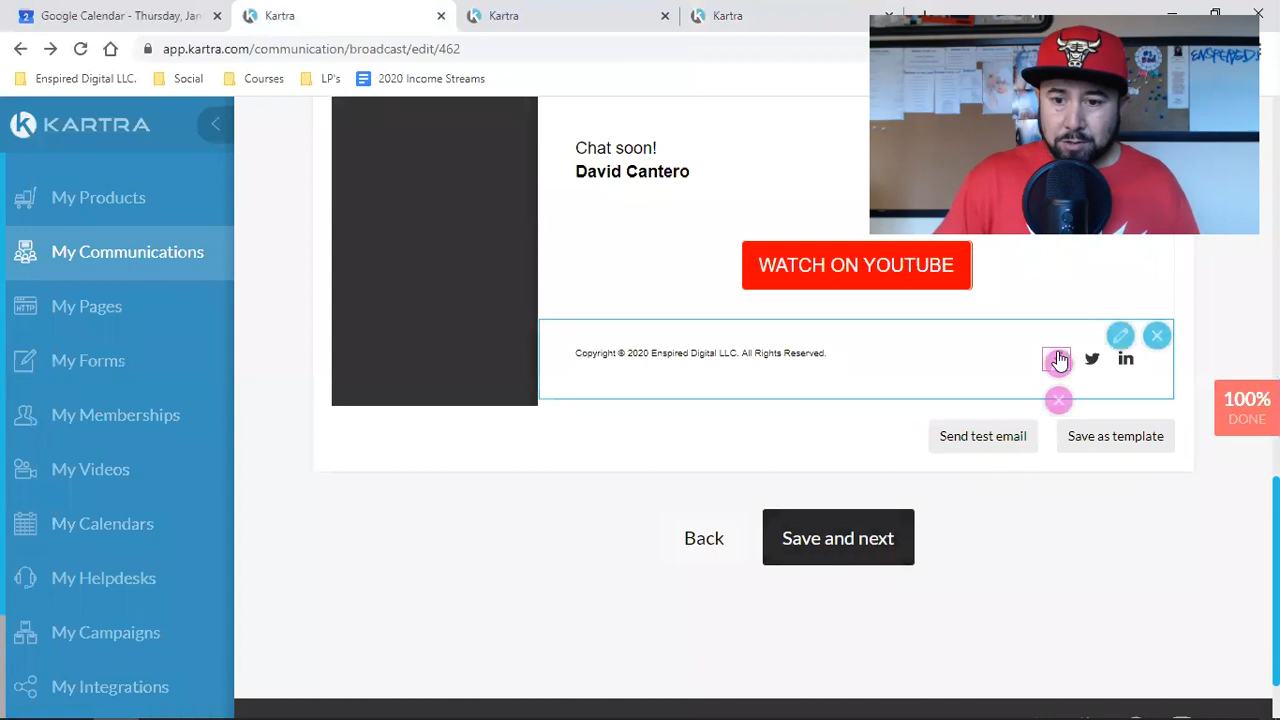 Google Calendar - Thursday, Jan
Kartra
Kartra
Kartra
app.kartra.com/communication/broadcast/edit/462
Enspired Digital LLC.
Social
Courses
LP's
2020 Income Streams
KARTRA
My Products
My Communications
My Pages
My Forms
My Memberships
My Videos
My Calendars
My Helpdesks
My Campaigns
My Integrations
Chat soon!
David Cantero
WATCH ON YOUTUBE
Copyright © 2020 Enspired Digital LLC. All Rights Reserved.
Send test email
Save as template
100%
DONE
Back
Save and next